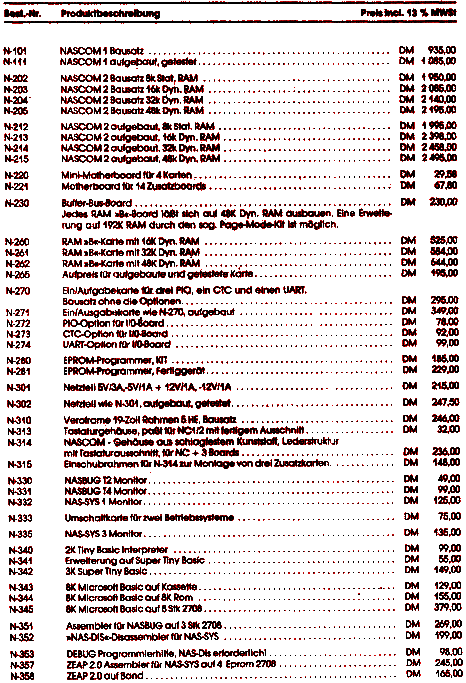 Best.-Nr. Produktbeschreibung Preis incl. 13 % MWSt
N-101 NASCOM 1 Bausatz DM 935,00
N-111 NASCOM 1 aufgebaut, getestet DM 1 085,00
N-202 NASCOM 2 Bausatz 8k Stat. RAM DM 1 950,00
N-203 NASCOM 2 Bausatz 16k Dyn. RAM DM 2 085,00
N-204 NASCOM 2 Bausatz 32k Dyn. RAM DM 2 140,00
N-205 NASCOM 2 Bausatz 48k Dyn. RAM DM 2 195,00
N-212 NASCOM 2 aufgebaut, 8k Stat. RAM DM 1 995,00
N-213 NASCOM 2 aufgebaut, 16k Dyn. RAM DM 2 398,00
N-214 NASCOM 2 aufgebaut, 32K Dyn. RAM DM 2 458,00
N-215 NASCOM 2 aufgebaut, 48K Dyn. RAM DM 2 495,00
N-220 Mini-Motherboard für 4 Karten DM 29,58
N-221 Motherboard für 14 Zusatzboards DM 67,80
N-230 Buffer-Bus-Board DM 230,00
Jedes RAM »B«-Board läßt sich auf 48K Dyn. RAM ausbauen. Eine Erweite-
rung auf 192K RAM durch den sog. Page-Mode-Kit ist möglich.
N-260 RAM »B«-Karte mit 16K Dyn. RAM DM 525,00
N-261 RAM »B«-Karte mit 32K Dyn. RAM DM 584,00
N-262 RAM »B«-Karte mit 48K Dyn. RAM DM 644,00
N-265 Aufpreis für aufgebaute und getestete Karte DM 195,00
N-270 Ein/Aufgabekarte für drei PIO, ein CTC und einen UART.
Bausatz ohne die Optionen DM 295,00
N-271 Ein/Ausgabekarte wie N-270, aufgebaut DM 349,00
N-272 PIO-Option für I/0-Board DM 78,00
N-273 CTC-Option für I/0-Board DM 92,00
N-274 UART-Option für I/0-Board DM 99,00
N-280 EPROM-Programmer, KIT DM 185,00
N-281 EPROM-Programmer, Fertiggerät DM 229,00
N-301 Netzteil 5V/3A,-5V/1A + 12V/1A, -12V/1A DM 215,00
N-302 Netzteil wie N-301, aufgebaut, getestet DM 247,50
N-310 Veroframe 19-Zoll Rahmen 5 HE, Bausatz DM 246,00
N-313 Tastaturgehäuse, paßt für NC1/2 mit fertigem Ausschnitt DM 32,00
N-314 NASCOM - Gehäuse aus schlagfestem Kunststoff, Lederstruktur
mit Tastaturausschnitt, für NC + 3 Boards DM 236,00
N-315 Einschubrahmen für N-314 zur Montage von drei Zusatzkarten DM 148,00
N-330 NASBUG T2 Monitor DM 49,00
N-331 NASBUG T4 Monitor DM 99,00
N-332 NAS-SYS 1 Monitor DM 125,00
N-333 Umschaltkarte für zwei Betriebssysteme DM 75,00
N-335 NAS-SYS 3 Monitor DM 135,00
N-340 2K Tiny Basic Interpreter DM 99,00
N-341 Erweiterung auf Super Tiny Basic DM 55,00
N-342 3K Super Tiny Basic DM 149,00
N-343 8K Microsoft Basic auf Kassette DM 129,00
N-344 8K Microsoft Basic auf 8K Rom DM 155,00
N-345 8K Microsoft Basic auf 8 Stk 2708 DM 379,00
N-351 Assembler für NASBUG auf 3 Stk 2708 DM 269,00
N-352 »NAS-DIS«-Disassembler für NAS-SYS DM 199,00
N-353 DEBUG Programmierhilfe, NAS-Dis erforderlich! DM 98,00
N-357 ZEAP 2.0 Assembler für NAS-SYS auf 4 Eprom 2708 DM 245,00
N-358 ZEAP 2.0 auf Band DM 165,00